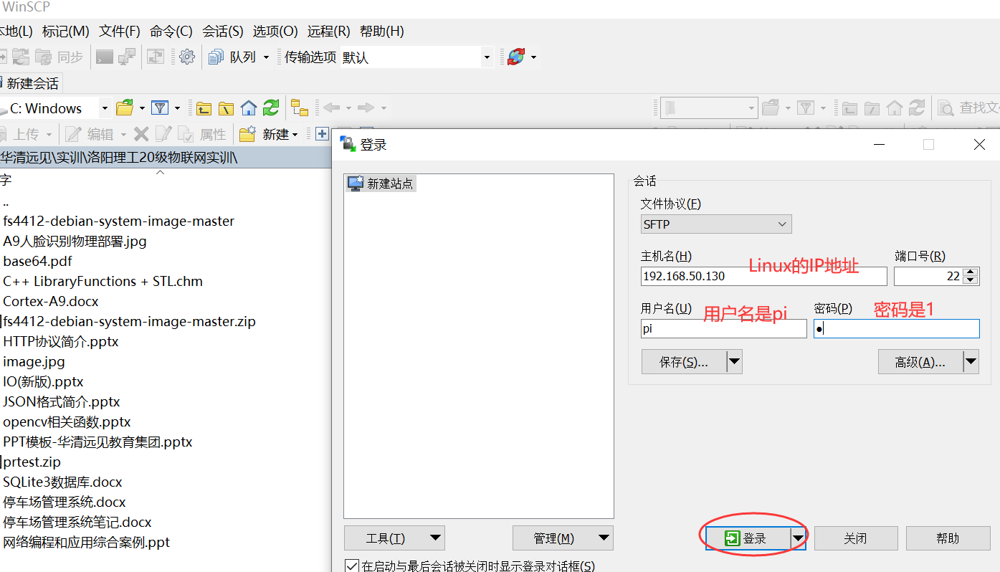 WinSCP
本地(L) 标记(M) 文件(F) 命令(C) 会话(S) 选项(O) 远程(R) 帮助(H)
同步 队列 传输选项 默认
新建会话
C: Windows
查找文
上传 编辑 属性 新建
华清远见\实训\洛阳理工20级物联网实训\
字
..
fs4412-debian-system-image-master
A9人脸识别物理部署.jpg
base64.pdf
C++ LibraryFunctions + STL.chm
Cortex-A9.docx
fs4412-debian-system-image-master.zip
HTTP协议简介.pptx
image.jpg
IO(新版).pptx
JSON格式简介.pptx
opencv相关函数.pptx
PPT模板-华清远见教育集团.pptx
prtest.zip
SQLite3数据库.docx
停车场管理系统.docx
停车场管理系统笔记.docx
网络编程和应用综合案例.ppt
登录
新建站点
会话
文件协议(F)
SFTP
主机名(H) Linux的IP地址 端口号(R)
192.168.50.130 22
用户名(U) 用户名是pi 密码(P) 密码是1
pi ●
保存(S)... 高级(A)...
工具(T) 管理(M) 登录 关闭 帮助
在启动与最后会话被关闭时显示登录对话框(S)